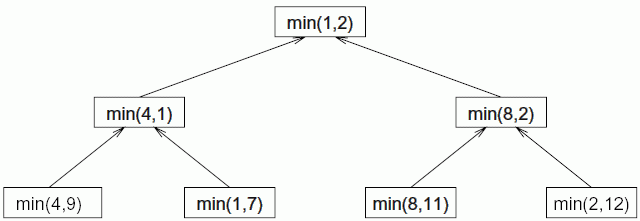 min(1,2)
min(4,1)
min(8,2)
min(4,9)
min(1,7)
min(8,11)
min(2,12)